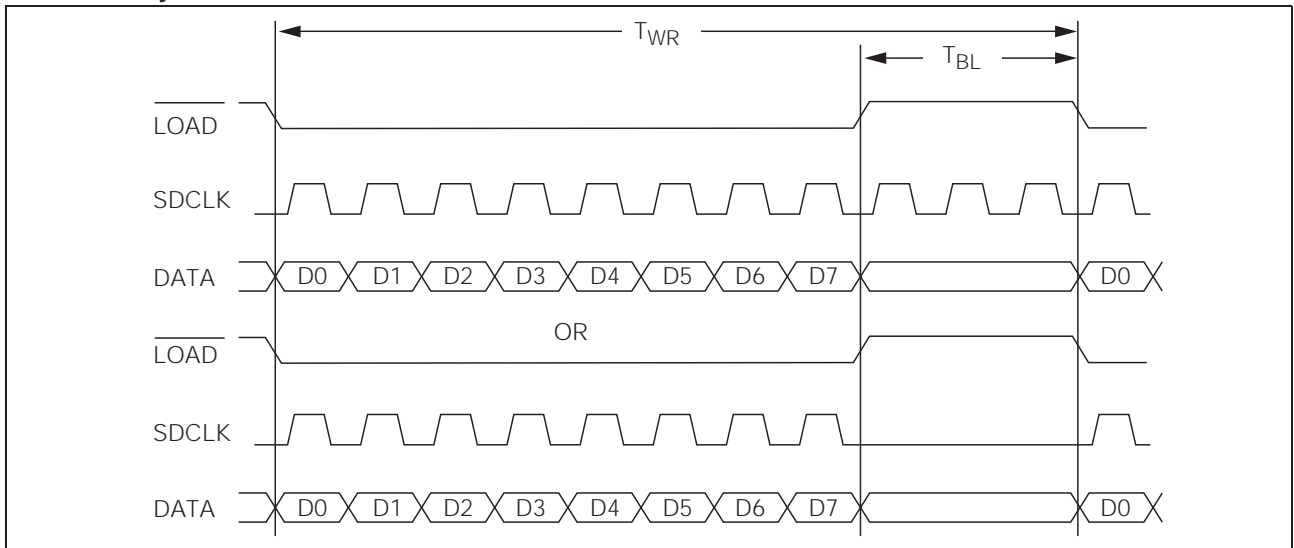 T_WR
T_BL
LOAD
SDCLK
DATA D0 D1 D2 D3 D4 D5 D6 D7 D0
OR
LOAD
SDCLK
DATA D0 D1 D2 D3 D4 D5 D6 D7 D0